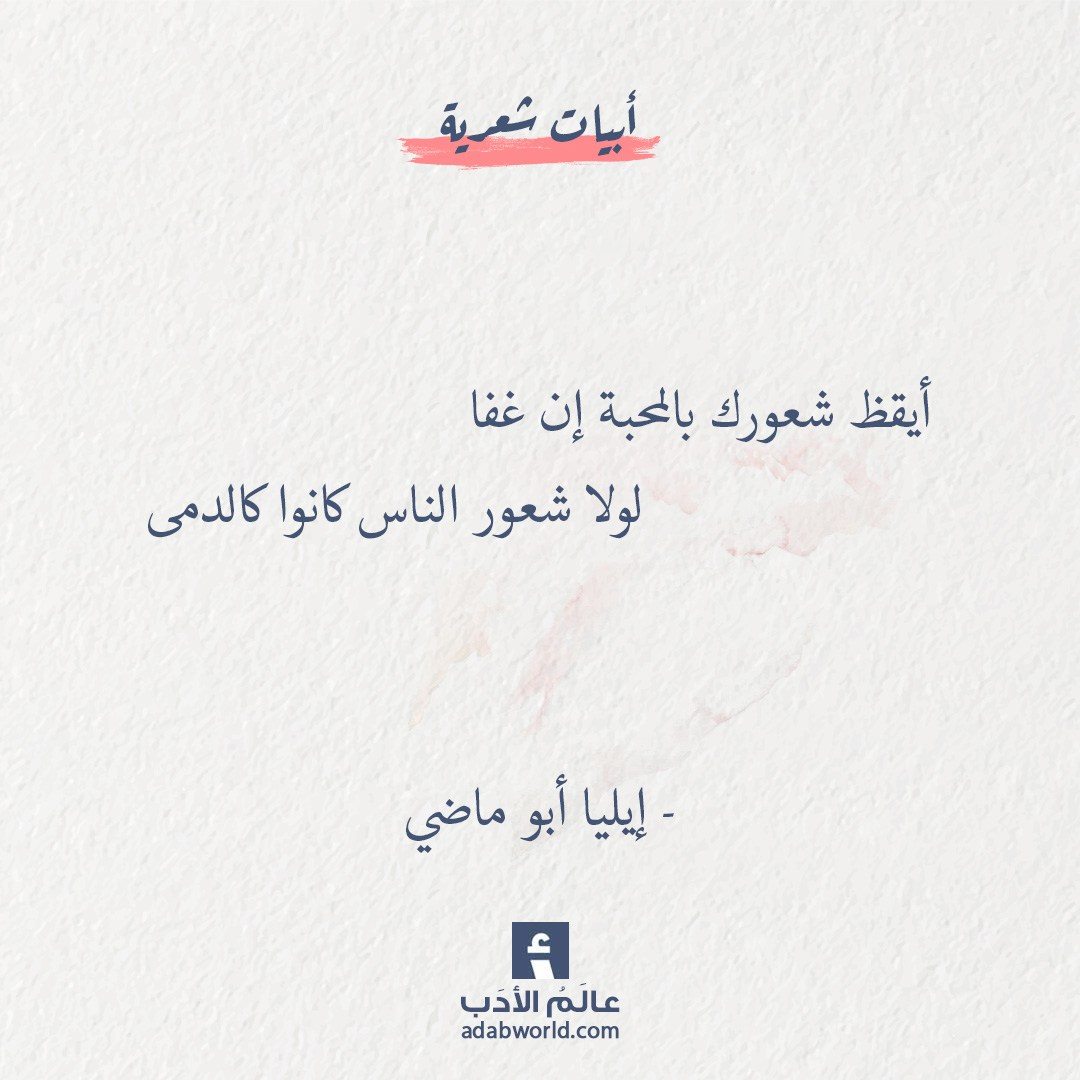 أبيات شعرية
أيقظ شعورك بالمحبة إن غفا
لولا شعور الناس كانوا كالدمى
- إيليا أبو ماضي
أ
عالَمُ الأدَب
adabworld.com